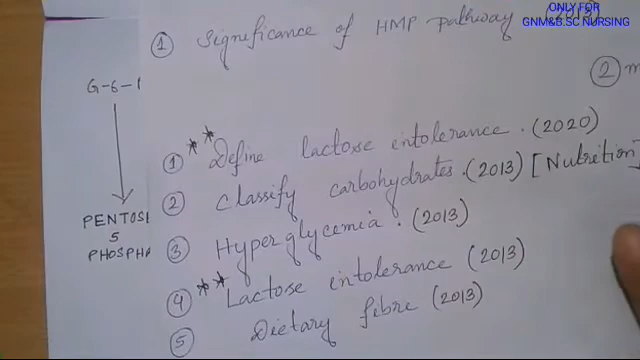 ONLY FOR
GNM&B.SC NURSING
① Significance of HMP pathway (2013)
② m
G-6-P
① ** Define lactose intolerance. (2020)
② Classify carbohydrates. (2013) [Nutrition]
③ Hyperglycemia. (2013)
④ ** Lactose intolerance (2013)
⑤ Dietary fibre (2013)
PENTOS
5
PHOSPHA